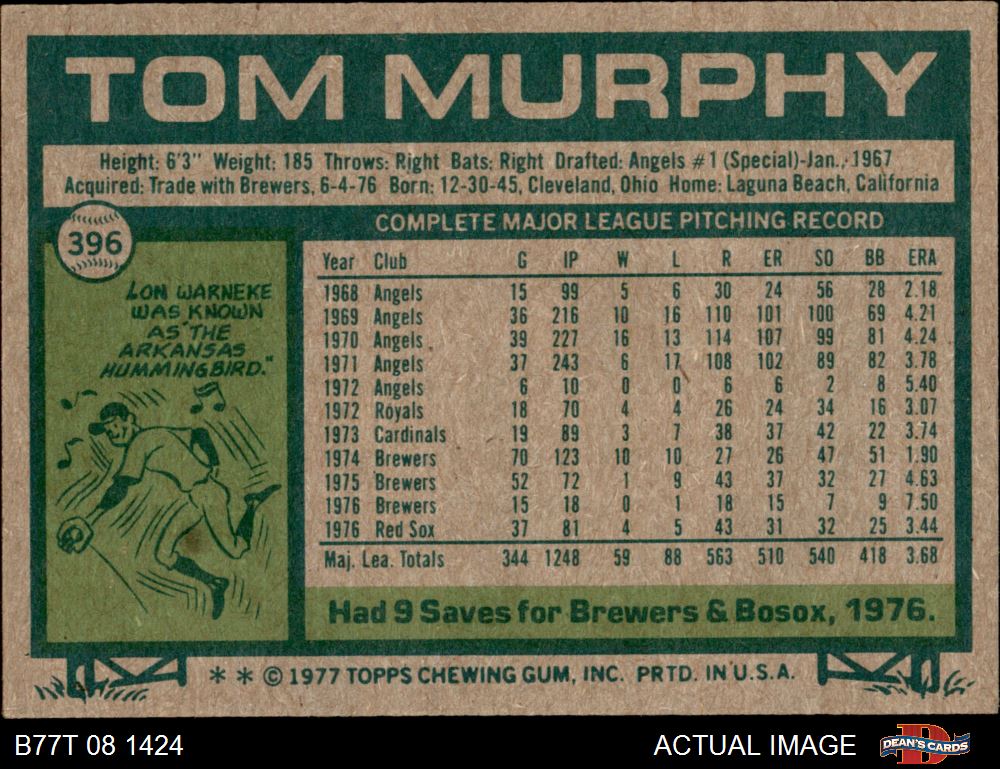 TOM MURPHY
Height: 6'3" Weight: 185 Throws: Right Bats: Right Drafted: Angels #1 (Special)-Jan., 1967
Acquired: Trade with Brewers, 6-4-76 Born: 12-30-45, Cleveland, Ohio Home: Laguna Beach, California
396
LON WARNEKE
WAS KNOWN
AS "THE
ARKANSAS
HUMMINGBIRD."
COMPLETE MAJOR LEAGUE PITCHING RECORD
Year Club G IP W L R ER SO BB ERA
1968 Angels 15 99 5 6 30 24 56 28 2.18
1969 Angels 36 216 10 16 110 101 100 69 4.21
1970 Angels 39 227 16 13 114 107 99 81 4.24
1971 Angels 37 243 6 17 108 102 89 82 3.78
1972 Angels 6 10 0 0 6 6 2 8 5.40
1972 Royals 18 70 4 4 26 24 34 16 3.07
1973 Cardinals 19 89 3 7 38 37 42 22 3.74
1974 Brewers 70 123 10 10 27 26 47 51 1.90
1975 Brewers 52 72 1 9 43 37 32 27 4.63
1976 Brewers 15 18 0 1 18 15 7 9 7.50
1976 Red Sox 37 81 4 5 43 31 32 25 3.44
Maj. Lea. Totals 344 1248 59 88 563 510 540 418 3.68
Had 9 Saves for Brewers & Bosox, 1976.
* * © 1977 TOPPS CHEWING GUM, INC. PRTD. IN U.S.A.
B77T 08 1424 ACTUAL IMAGE DEAN'S CARDS